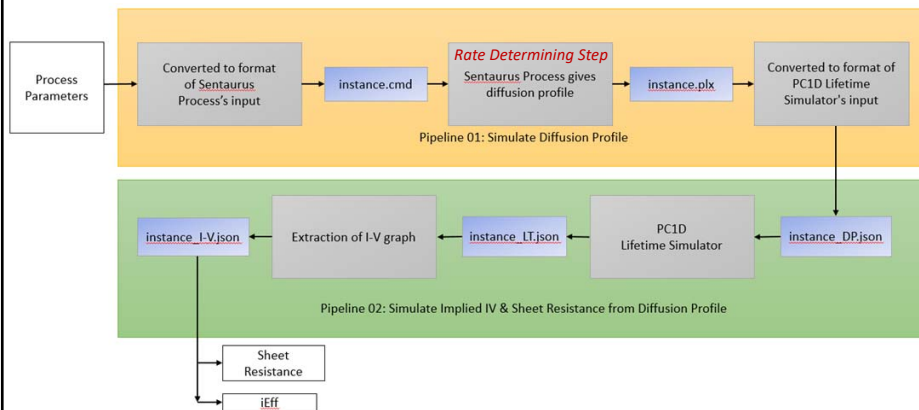 Process
Parameters
Converted to format
of Sentaurus
Process's input
instance.cmd
Rate Determining Step
Sentaurus Process gives
diffusion profile
instance.plx
Converted to format of
PC1D Lifetime
Simulator's input
Pipeline 01: Simulate Diffusion Profile
instance_I-V.json
Extraction of I-V graph
instance_LT.json
PC1D
Lifetime Simulator
instance_DP.json
Pipeline 02: Simulate Implied IV & Sheet Resistance from Diffusion Profile
Sheet
Resistance
iEff